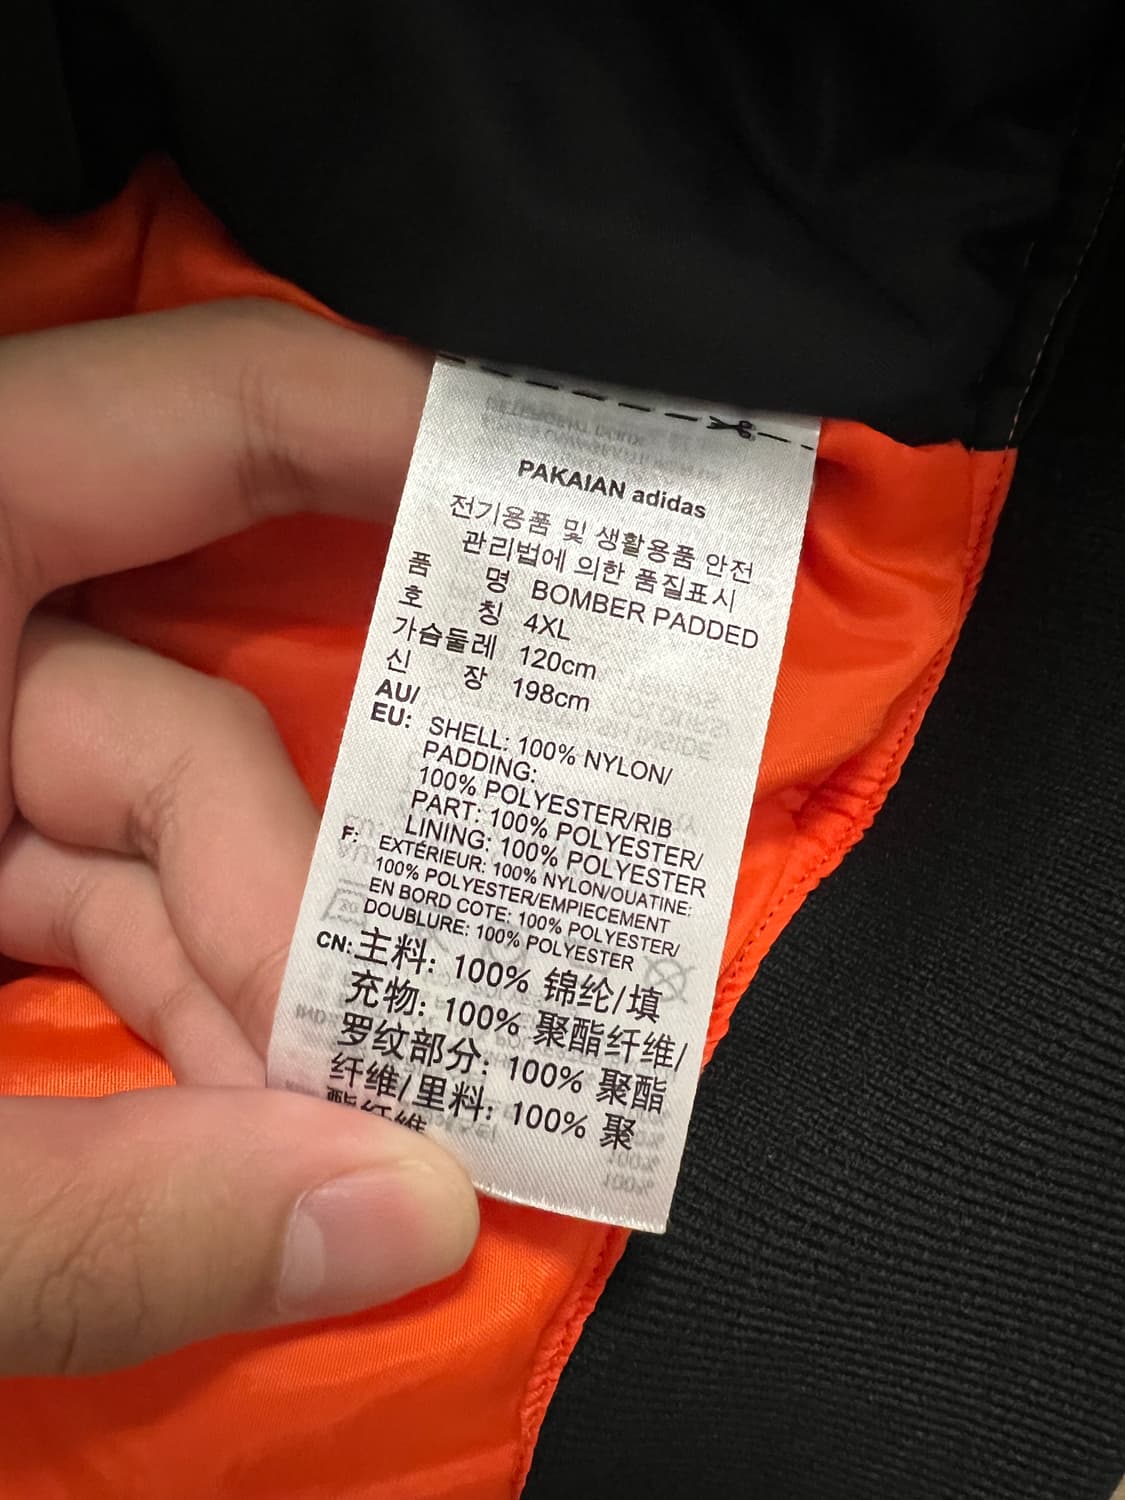 PAKAIAN adidas
전기용품 및 생활용품 안전
관리법에 의한 품질표시
품 명 BOMBER PADDED
호 칭 4XL
가슴둘레 120cm
신 장 198cm
AU/
EU: SHELL: 100% NYLON/
PADDING:
100% POLYESTER/RIB
PART: 100% POLYESTER/
LINING: 100% POLYESTER
F: EXTÉRIEUR: 100% NYLON/OUATINE:
100% POLYESTER/EMPIECEMENT
EN BORD COTE: 100% POLYESTER/
DOUBLURE: 100% POLYESTER
CN: 主料: 100% 锦纶/填
充物: 100% 聚酯纤维/
罗纹部分: 100% 聚酯
纤维/里料: 100% 聚
酯纤维